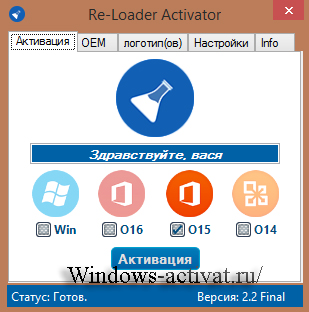 Re-Loader Activator
Активация OEM логотип(ов) Настройки Info
Здравствуйте, вася
Win O16 O15 O14
Активация
Windows-activat.ru/
Статус: Готов. Версия: 2.2 Final